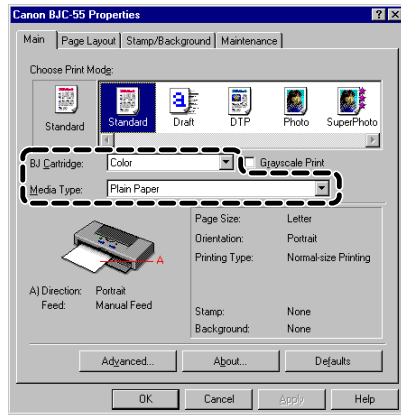 Canon BJC-55 Properties
Main Page Layout Stamp/Background Maintenance
Choose Print Mode:
Standard Standard Draft DTP Photo SuperPhoto
BJ Cartridge: Color Grayscale Print
Media Type: Plain Paper
A
Page Size: Letter
Orientation: Portrait
Printing Type: Normal-size Printing
A) Direction: Portrait
Feed: Manual Feed
Stamp: None
Background: None
Advanced... About... Defaults
OK Cancel Apply Help